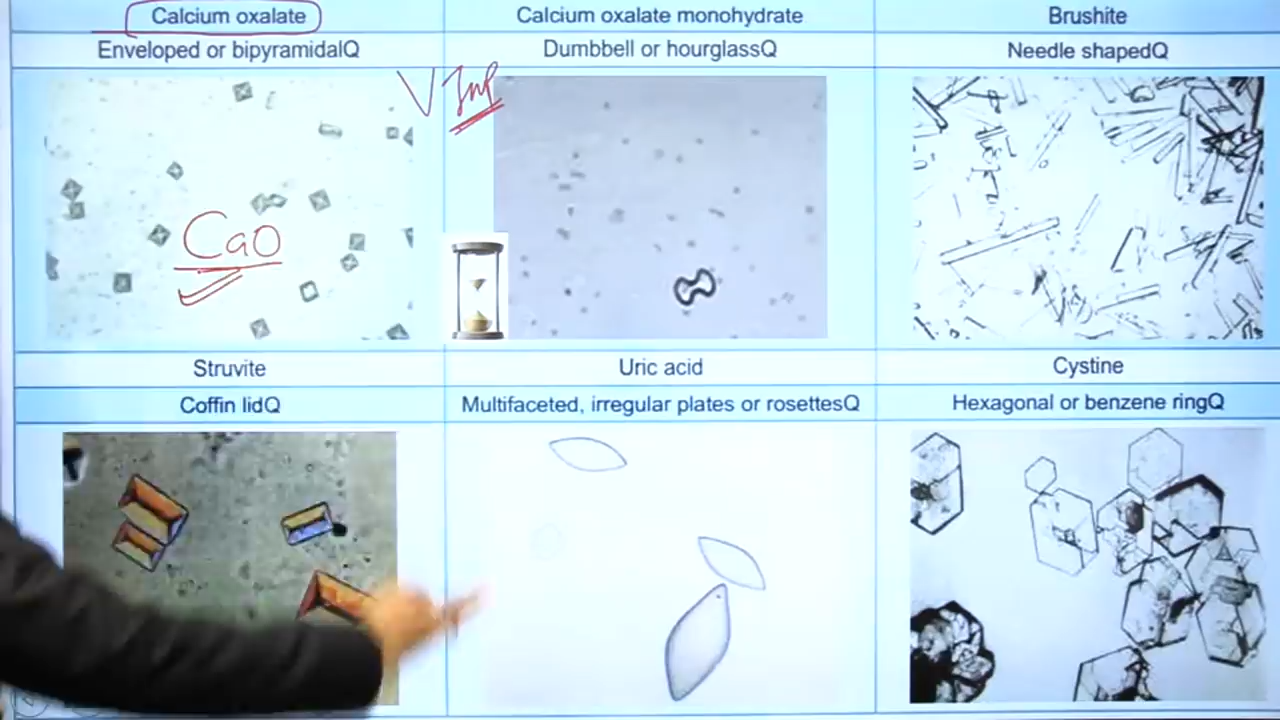 Calcium oxalate
Calcium oxalate monohydrate
Brushite
Enveloped or bipyramidalQ
Dumbbell or hourglassQ
Needle shapedQ
V Imp
CaO
Struvite
Uric acid
Cystine
Coffin lidQ
Multifaceted, irregular plates or rosettesQ
Hexagonal or benzene ringQ